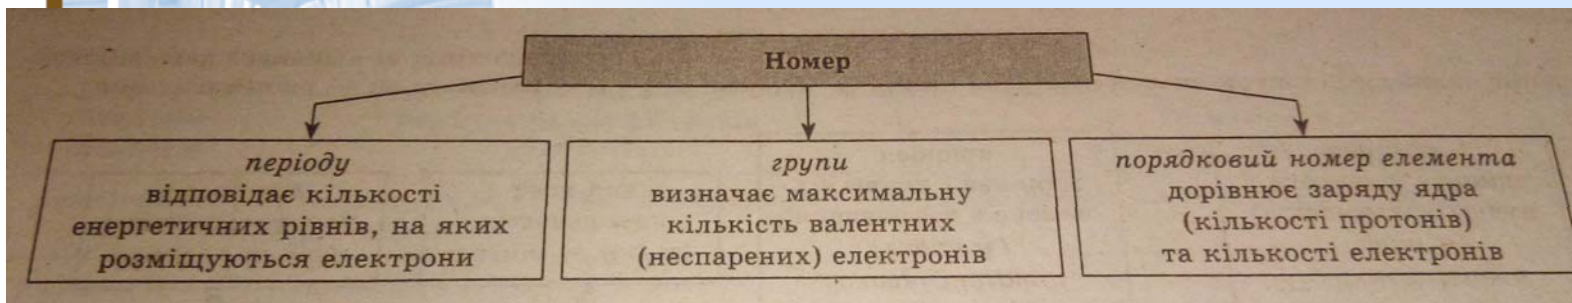 Номер
періоду
відповідає кількості
енергетичних рівнів, на яких
розміщуються електрони
групи
визначає максимальну
кількість валентних
(неспарених) електронів
порядковий номер елемента
дорівнює заряду ядра
(кількості протонів)
та кількості електронів